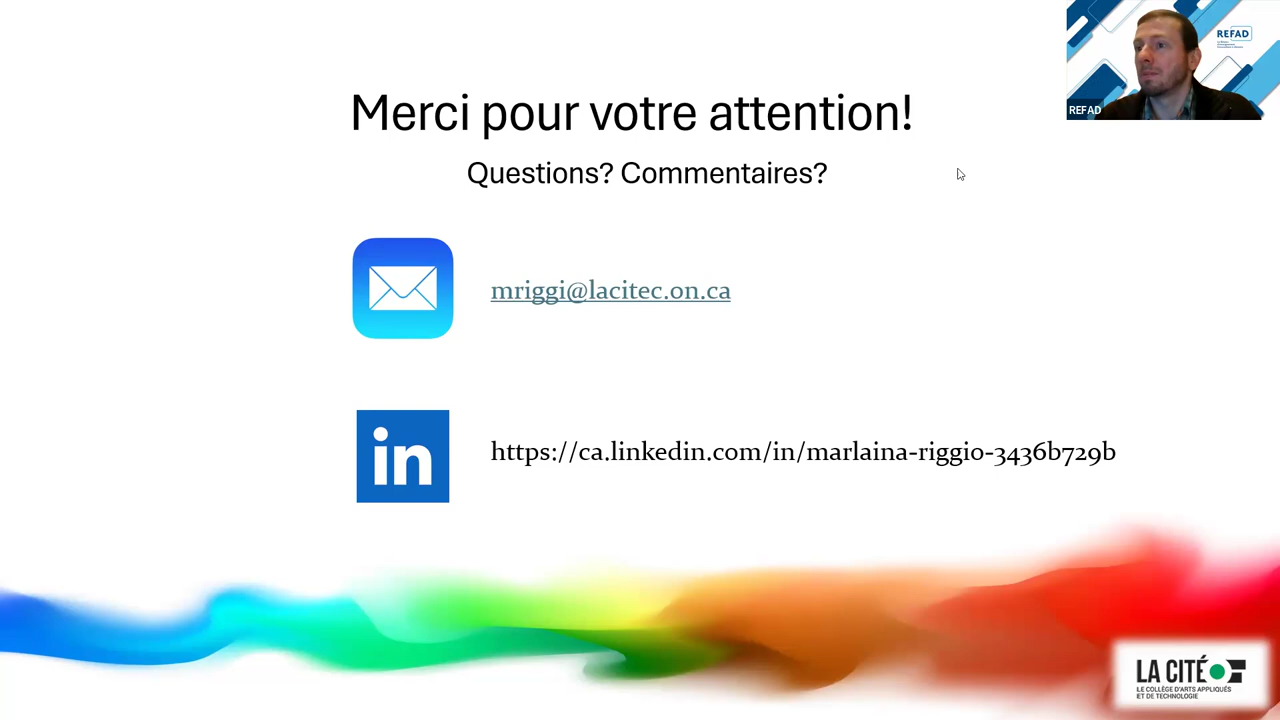 REFAD
REFAD
Merci pour votre attention!
Questions? Commentaires?
mriggi@lacitec.on.ca
in
https://ca.linkedin.com/in/marlaina-riggio-3436b729b
LA CITÉ
LE COLLÈGE D'ARTS APPLIQUÉS
ET DE TECHNOLOGIE